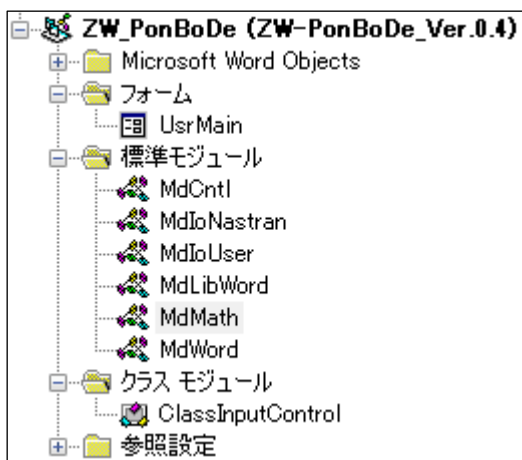 ZW_PonBoDe (ZW-PonBoDe_Ver.0.4)
Microsoft Word Objects
フォーム
UsrMain
標準モジュール
MdCntl
MdIoNastran
MdIoUser
MdLibWord
MdMath
MdWord
クラス モジュール
ClassInputControl
参照設定